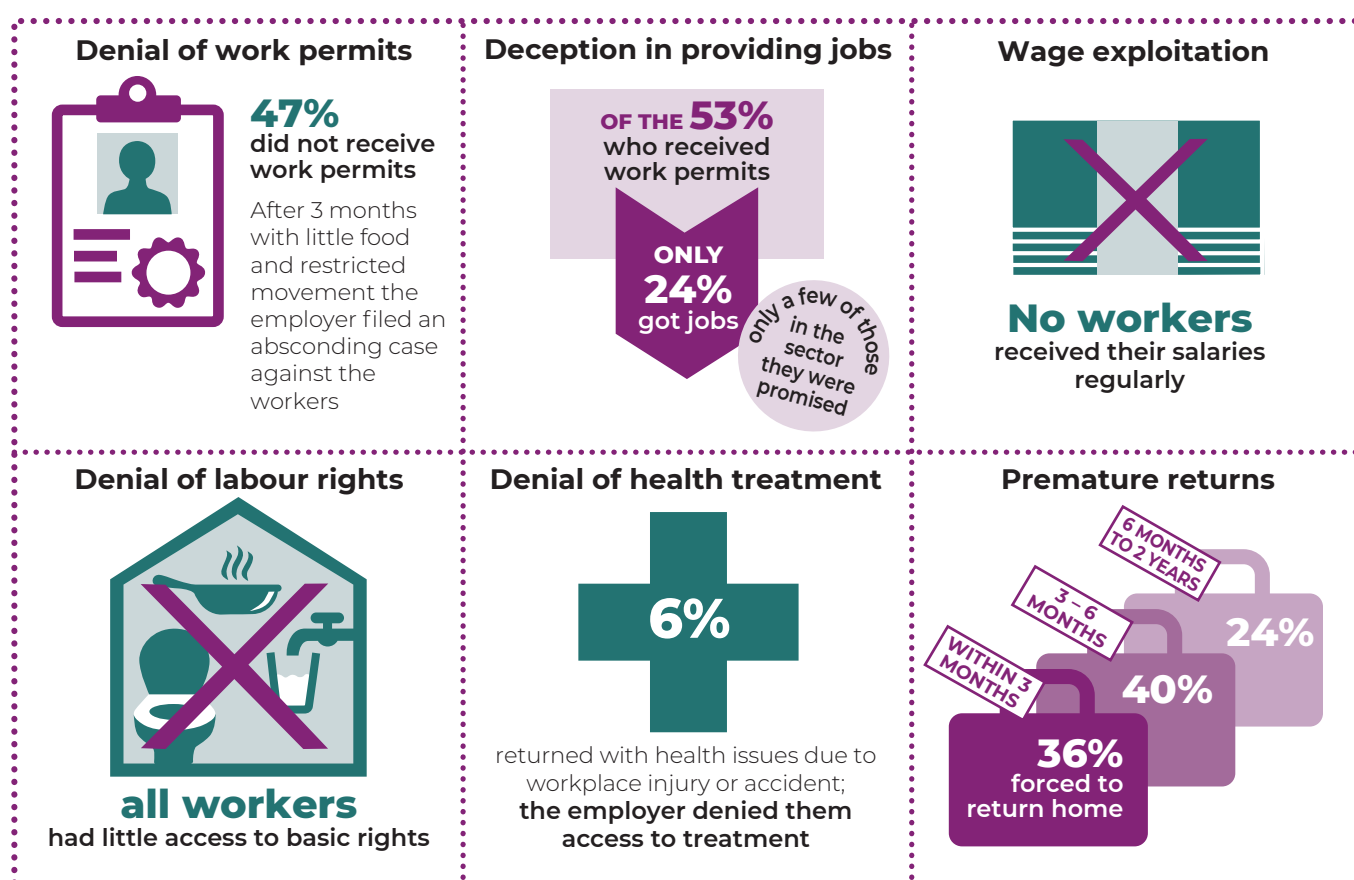 Denial of work permits
47%
did not receive
work permits
After 3 months
with little food
and restricted
movement the
employer filed an
absconding case
against the
workers
Deception in providing jobs
OF THE 53%
who received
work permits
ONLY
24%
got jobs
only a few of those
in the
sector
they were
promised
Wage exploitation
No workers
received their salaries
regularly
Denial of labour rights
all workers
had little access to basic rights
Denial of health treatment
6%
returned with health issues due to
workplace injury or accident;
the employer denied them
access to treatment
Premature returns
6 MONTHS
TO 2 YEARS
24%
3 – 6
MONTHS
40%
WITHIN 3
MONTHS
36%
forced to
return home